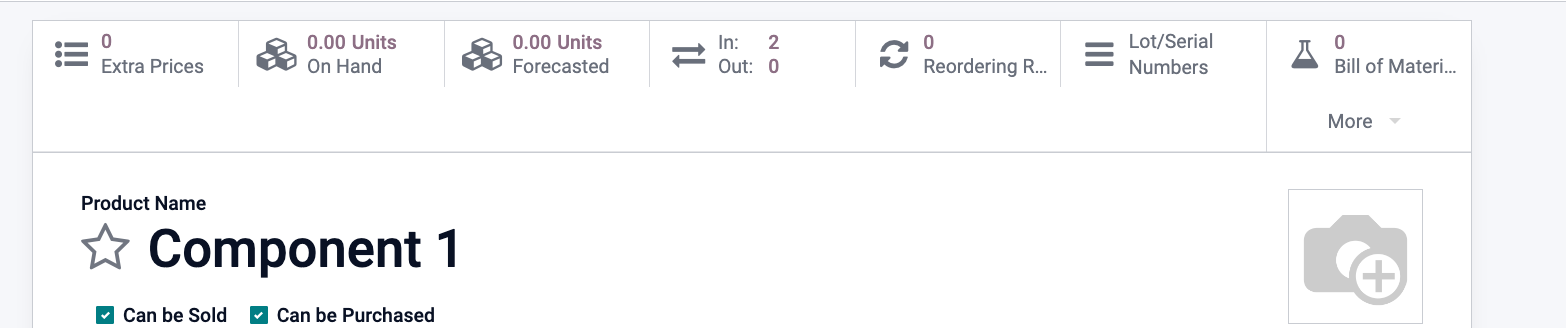 0
Extra Prices
0.00 Units
On Hand
0.00 Units
Forecasted
In: 2
Out: 0
0
Reordering R...
Lot/Serial
Numbers
0
Bill of Materi...
More
Product Name
Component 1
Can be Sold
Can be Purchased